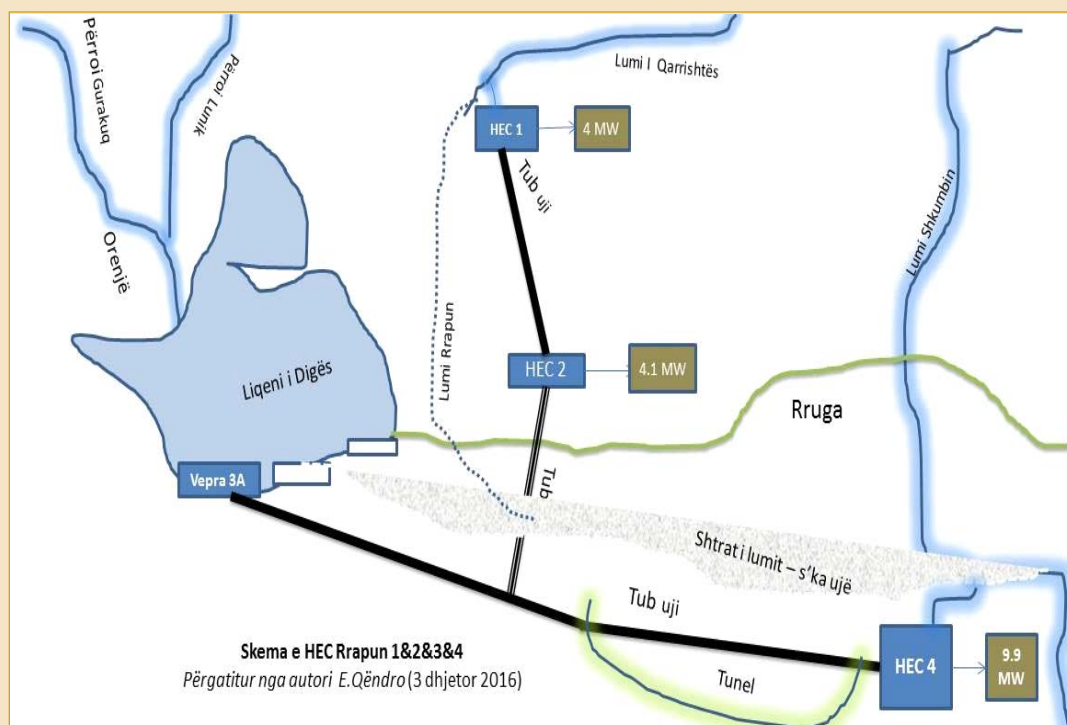 Përroi Gurakuq
Përroi Lunik
Lumi I Qarrishtës
HEC 1
4 MW
Tub uji
Lumi Shkumbin
Orenjë
Lumi Rrapun
Liqeni i Digës
HEC 2
4.1 MW
Rruga
Vepra 3A
Tub
Shtrat i lumit – s’ka ujë
Tub uji
Tunel
HEC 4
9.9
MW
Skema e HEC Rrapun 1&2&3&4
Përgatitur nga autori E.Qëndro (3 dhjetor 2016)